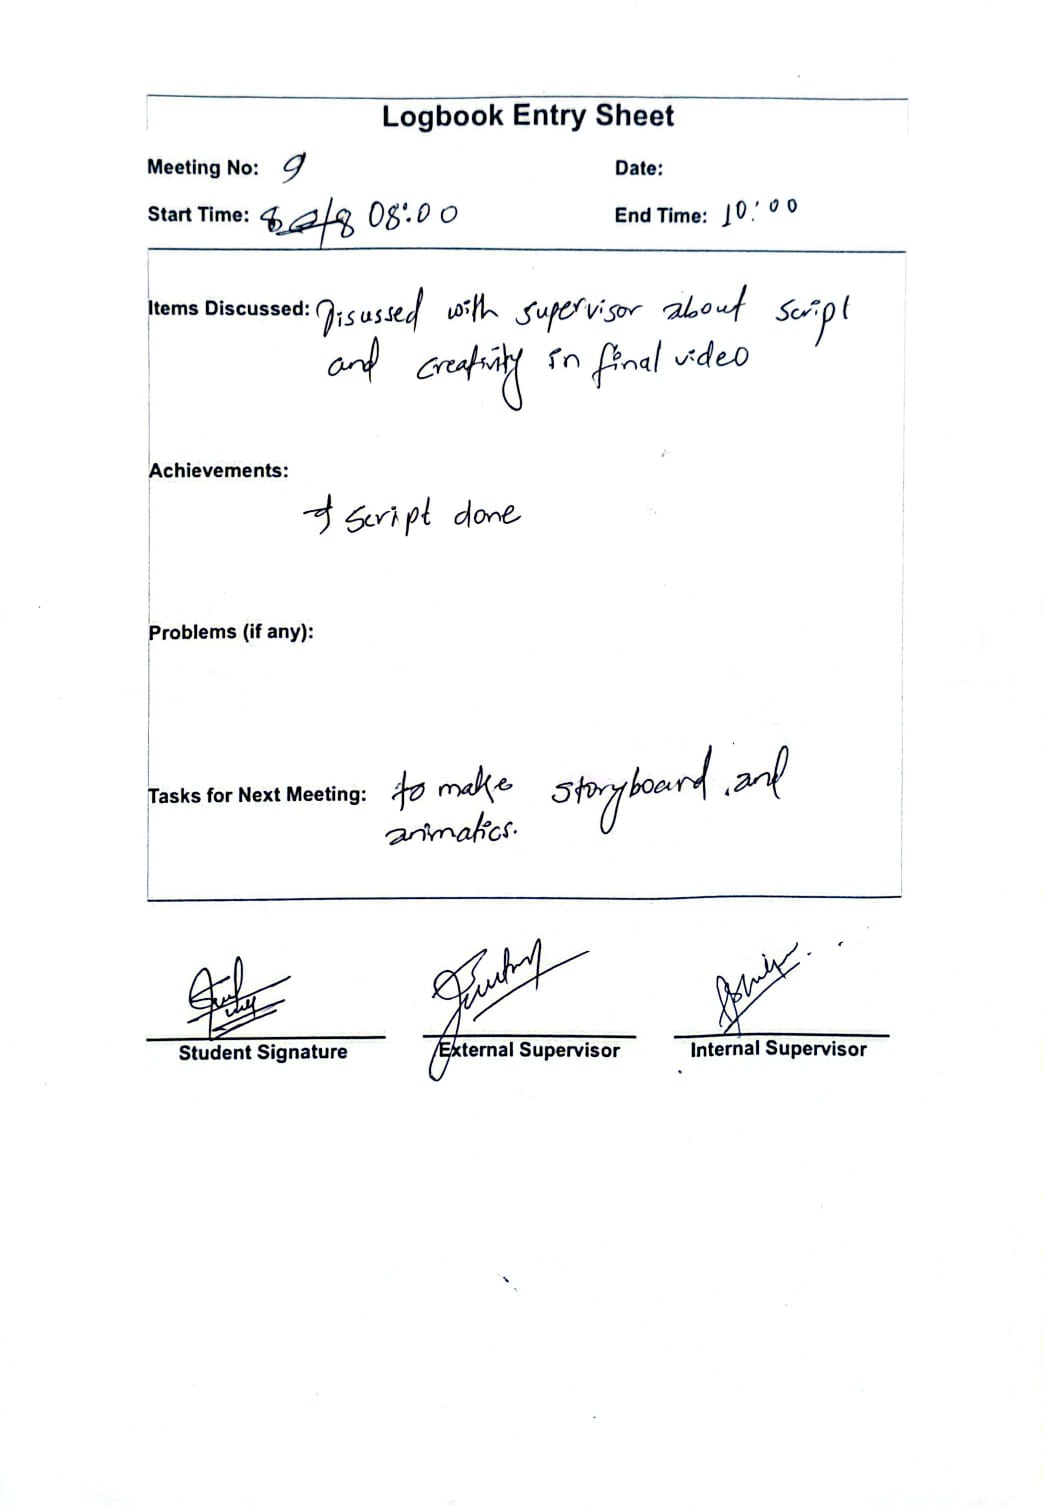 Logbook Entry Sheet
Meeting No: 9
Date:
Start Time: 08:00
End Time: 10:00
Items Discussed: Disussed with supervisor about script
and creativity in final video
Achievements:
→ Script done
Problems (if any):
Tasks for Next Meeting: to make storyboard, and
animatics.
Student Signature
External Supervisor
Internal Supervisor